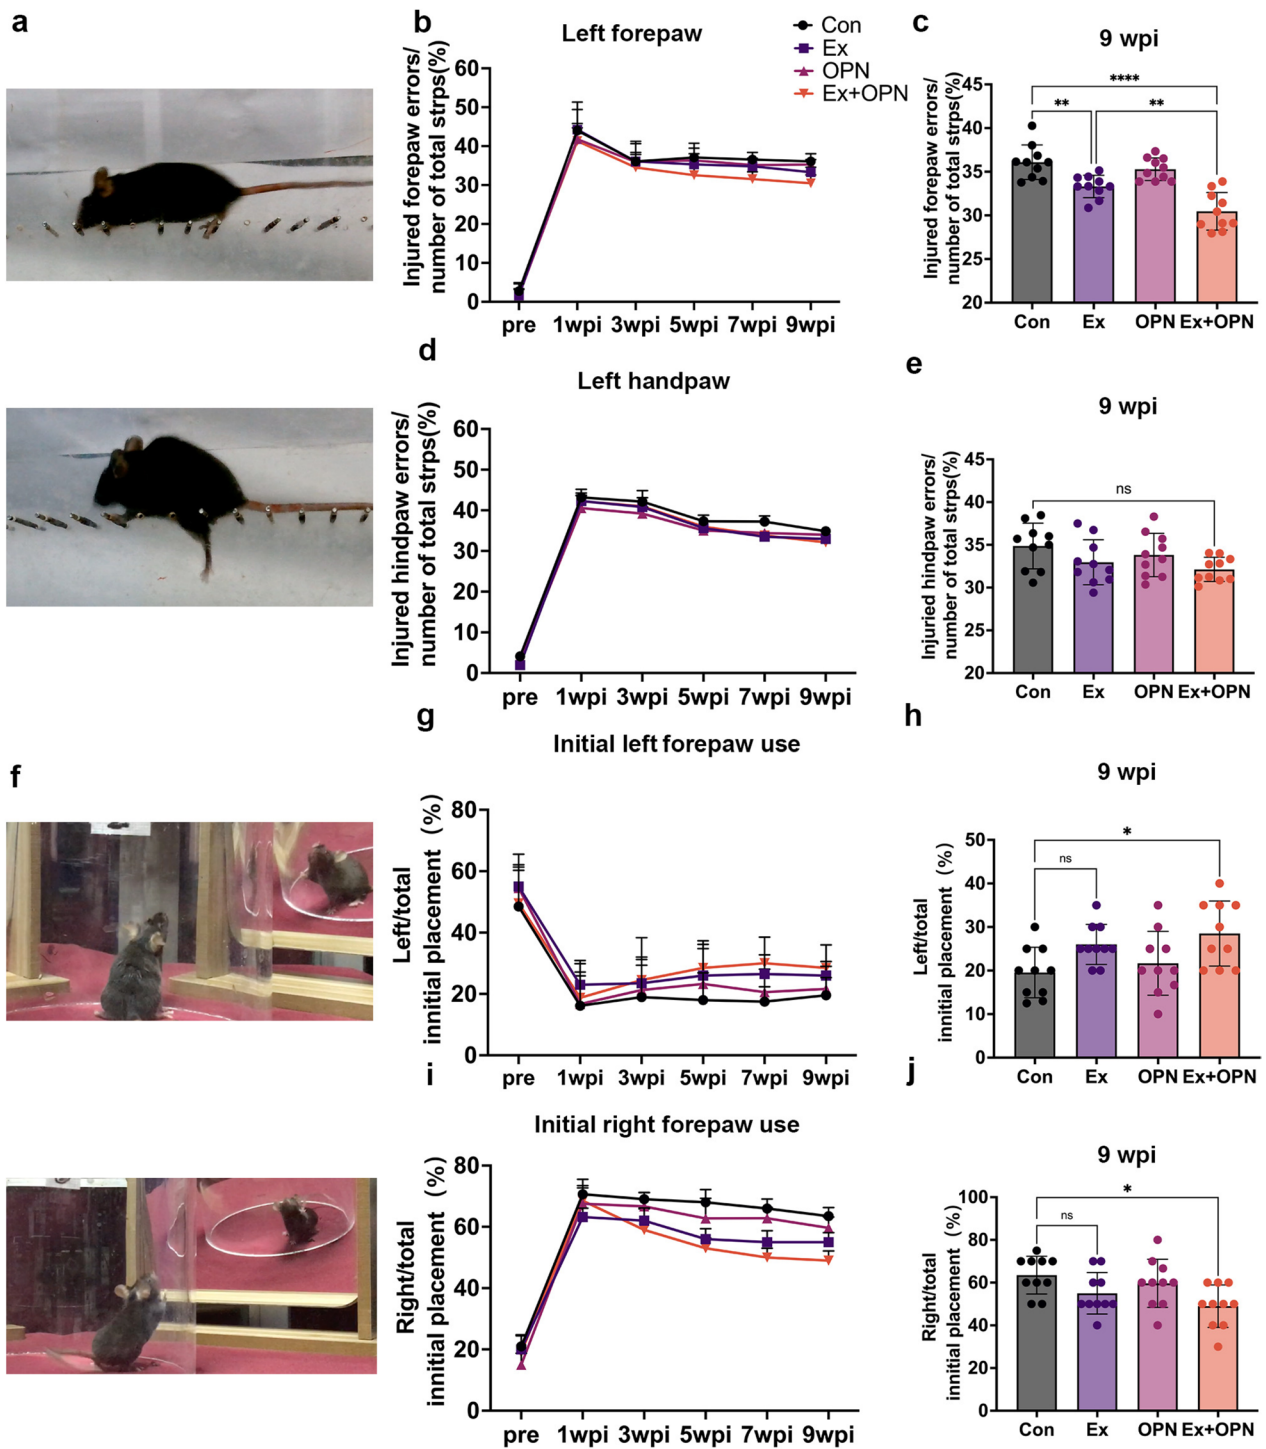 a
b
Left forepaw
Con
Ex
OPN
Ex+OPN
Injured forepaw errors/
number of total strps(%)
60
50
40
30
20
10
0
pre 1wpi 3wpi 5wpi 7wpi 9wpi
c
9 wpi
Injured forepaw errors/
number of total strps(%)
45
40
35
30
25
20
****
** **
Con Ex OPN Ex+OPN
d
Left handpaw
Injured hindpaw errors/
number of total strps(%)
60
50
40
30
20
10
0
pre 1wpi 3wpi 5wpi 7wpi 9wpi
e
9 wpi
Injuried hindpaw errors/
number of total strps(%)
45
40
35
30
25
20
ns
Con Ex OPN Ex+OPN
f
g
Initial left forepaw use
Left/total
innitial placement (%)
80
60
40
20
0
pre 1wpi 3wpi 5wpi 7wpi 9wpi
h
9 wpi
Left/total
innitial placement (%)
50
40
30
20
10
0
*
ns
Con Ex OPN Ex+OPN
i
Initial right forepaw use
Right/total
innitial placement (%)
80
60
40
20
0
pre 1wpi 3wpi 5wpi 7wpi 9wpi
j
9 wpi
Right/total
innitial placement (%)
100
80
60
40
20
0
*
ns
Con Ex OPN Ex+OPN